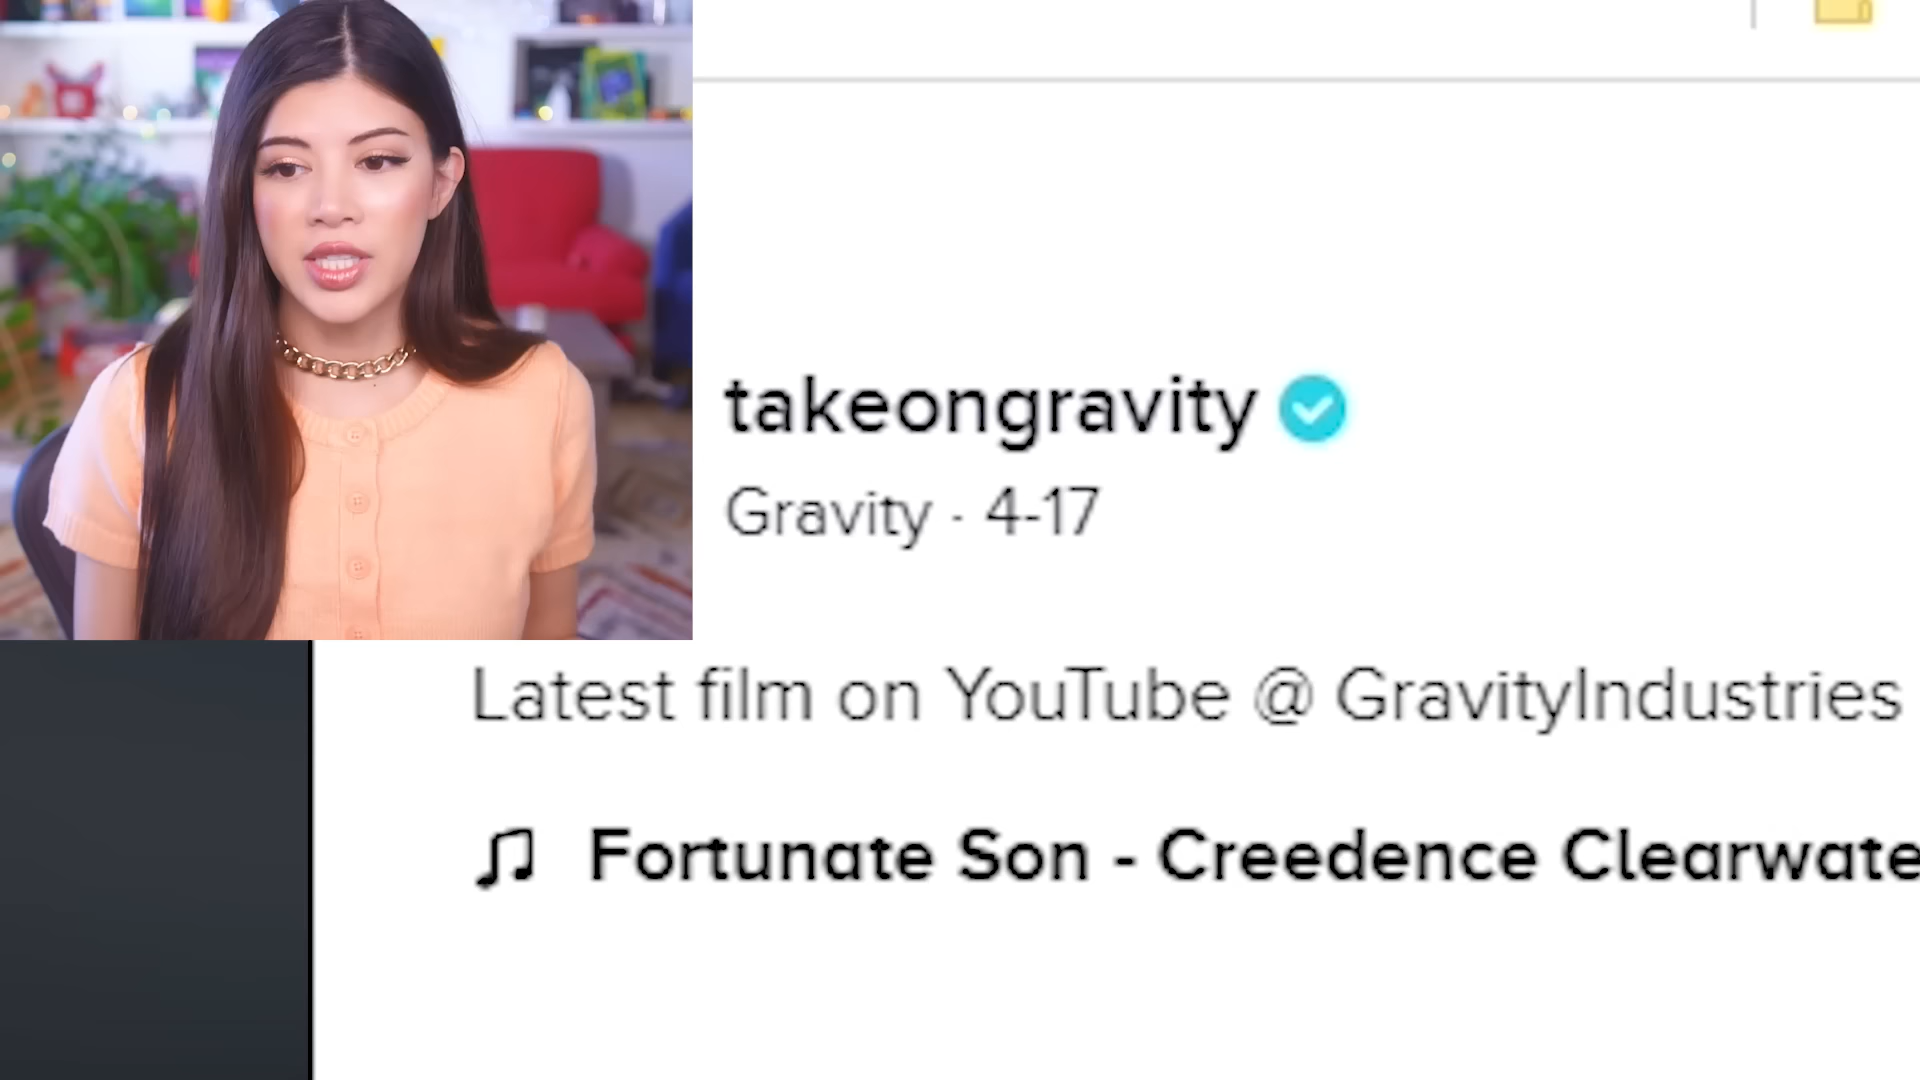 takeongravity
Gravity · 4-17
Latest film on YouTube @ GravityIndustries
Fortunate Son - Creedence Clearwate